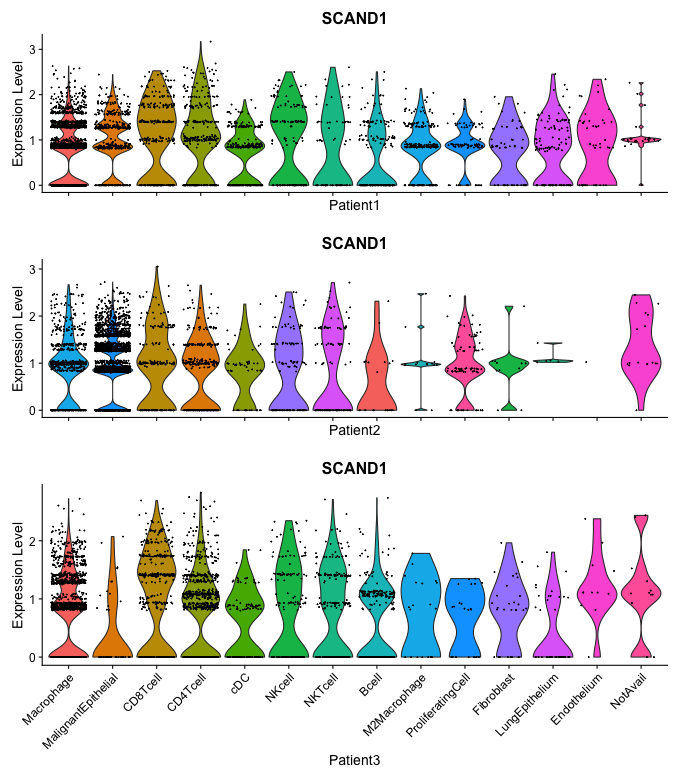 SCAND1
Expression Level
3
2
1
0
Patient1
SCAND1
Expression Level
3
2
1
0
Patient2
SCAND1
Expression Level
2
1
0
Macrophage
MalignantEpithelial
CD8Tcell
CD4Tcell
cDC
NKcell
NKTcell
Bcell
M2Macrophage
ProliferatingCell
Fibroblast
LungEpithelium
Endothelium
NotAvail
Patient3